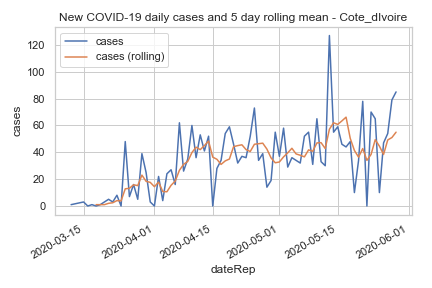 New COVID-19 daily cases and 5 day rolling mean - Cote_dIvoire
cases
cases (rolling)
120
100
80
60
40
20
0
cases
2020-03-15
2020-04-01
2020-04-15
2020-05-01
2020-05-15
2020-06-01
dateRep